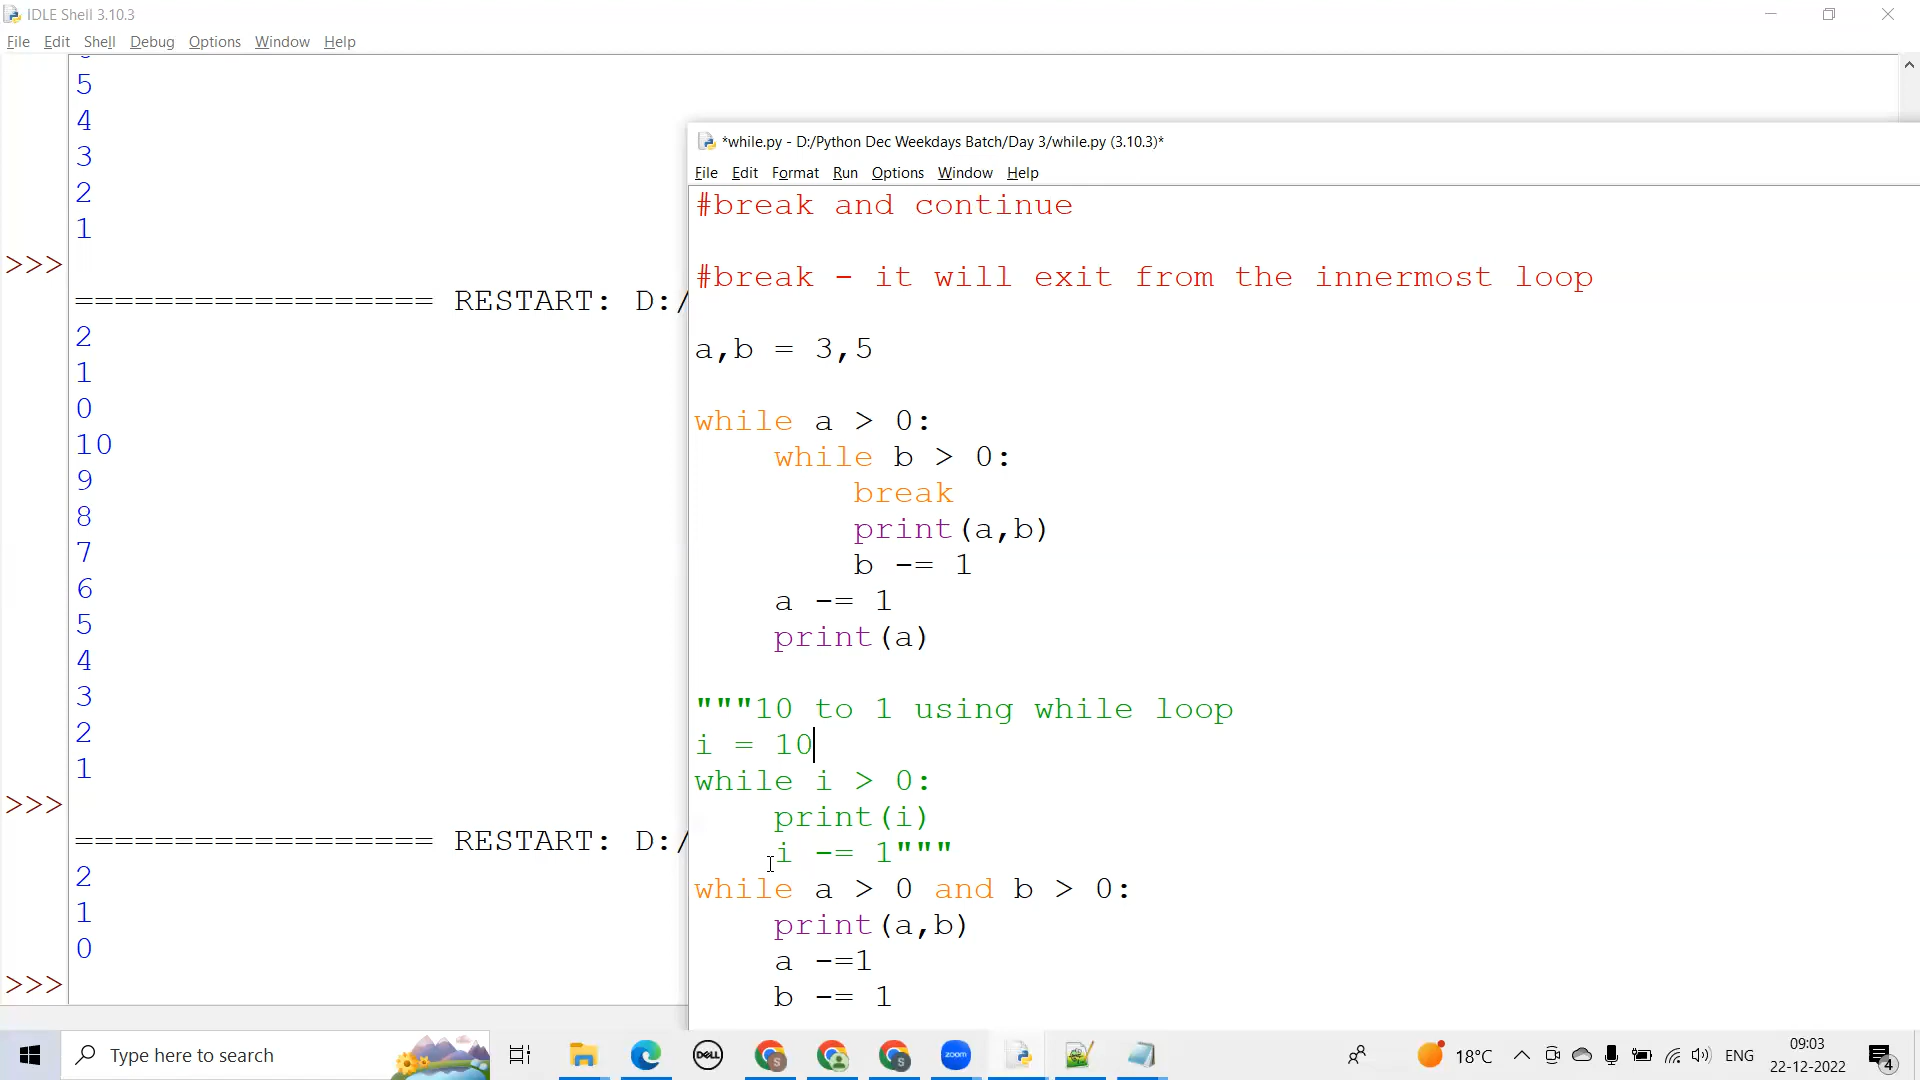 IDLE Shell 3.10.3
File Edit Shell Debug Options Window Help
5
4
3
2
1
>>>
================== RESTART: D:/
2
1
0
10
9
8
7
6
5
4
3
2
1
>>>
================== RESTART: D:/
2
1
0
>>>
*while.py - D:/Python Dec Weekdays Batch/Day 3/while.py (3.10.3)*
File Edit Format Run Options Window Help
#break and continue
#break - it will exit from the innermost loop
a,b = 3,5
while a > 0:
    while b > 0:
        break
        print(a,b)
        b -= 1
    a -= 1
    print(a)
"""10 to 1 using while loop
i = 10
while i > 0:
    print(i)
    i -= 1"""
while a > 0 and b > 0:
    print(a,b)
    a -=1
    b -= 1
Type here to search
DELL
S
S
zoom
18°C
ENG
09:03
22-12-2022
4